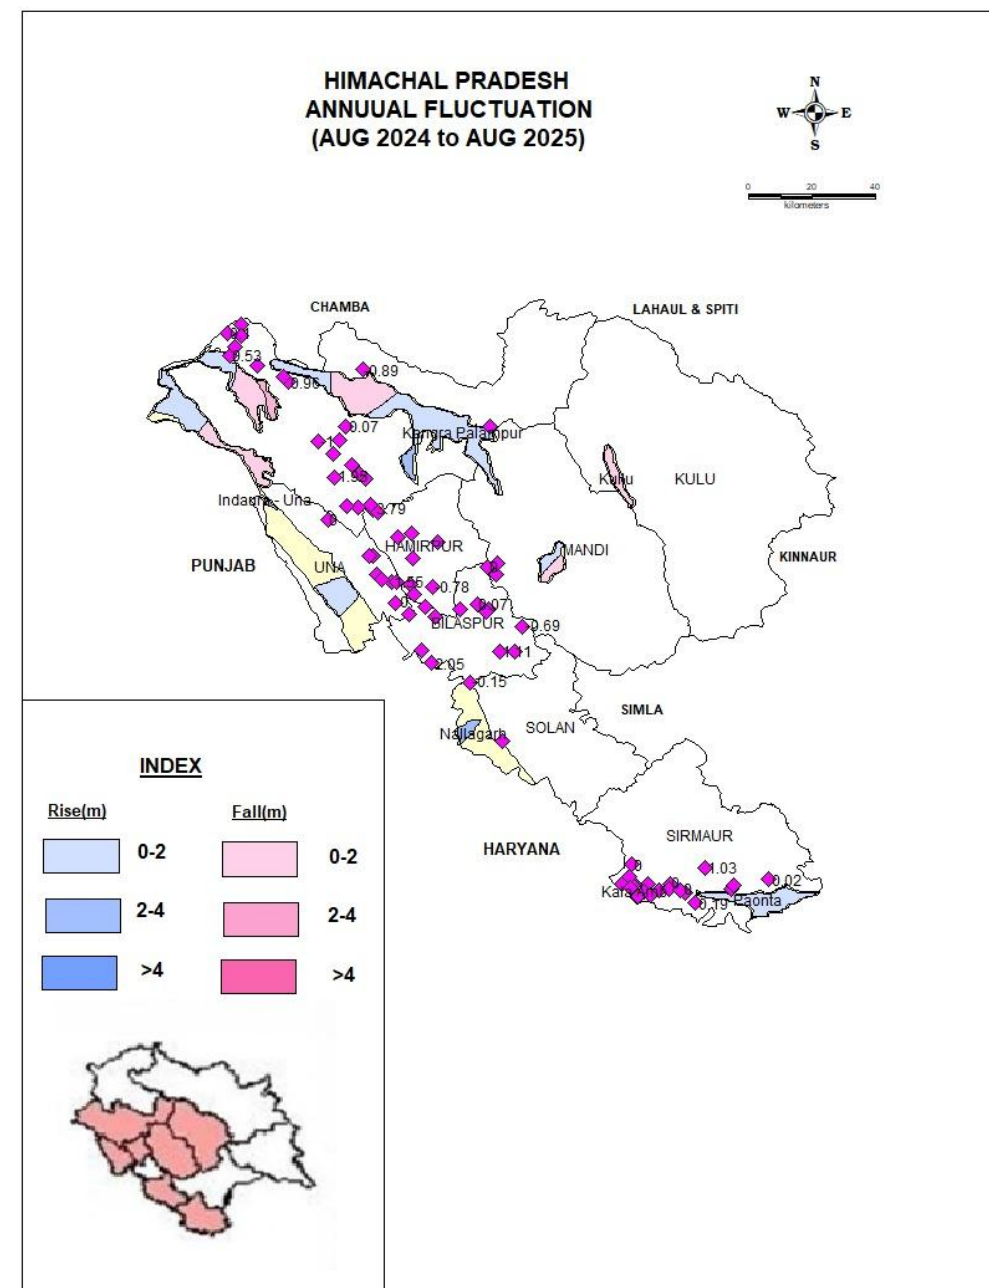 HIMACHAL PRADESH
ANNUUAL FLUCTUATION
(AUG 2024 to AUG 2025)
N
W E
S
0 20 40
kilometers
CHAMBA
LAHAUL & SPITI
0.53
0.96
-0.89
0.07
Kangra Palampur
1.95
Kullu
KULU
Indaura - Una
HAMIRPUR
MANDI
KINNAUR
PUNJAB
UNA
-0.78
BILASPUR
-0.69
2.05
-0.15
SIMLA
SOLAN
Nallagarh
HARYANA
SIRMAUR
1.03
0.02
0.19
Paonta
INDEX
Rise(m) Fall(m)
0-2 0-2
2-4 2-4
>4 >4